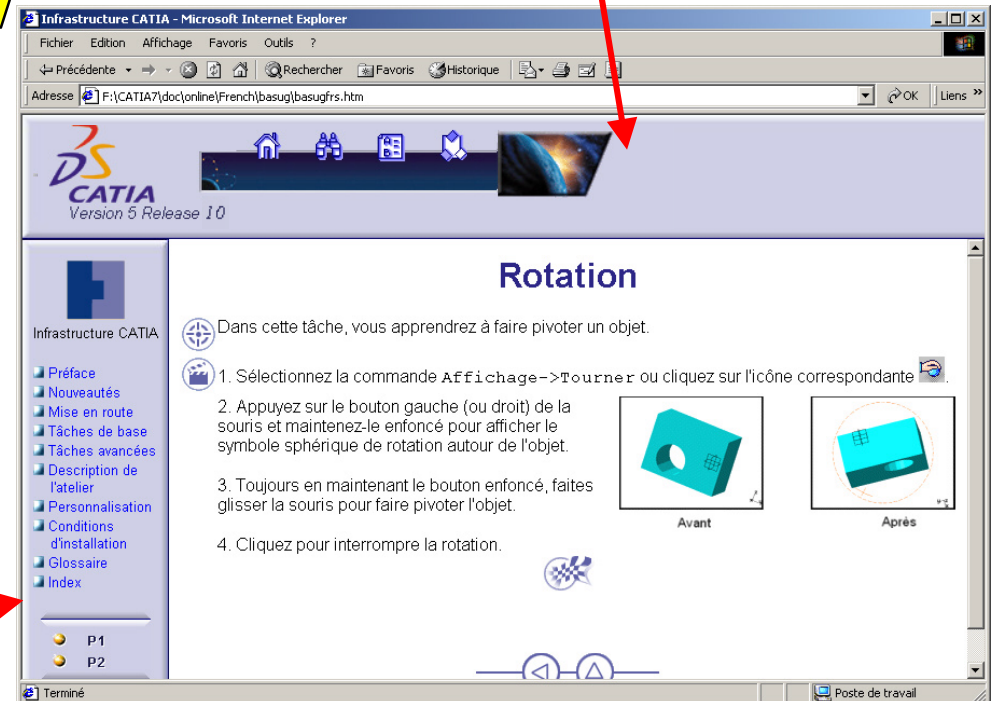 Infrastructure CATIA - Microsoft Internet Explorer
Fichier Edition Affichage Favoris Outils ?
Précédente Rechercher Favoris Historique
Adresse F:\CATIA7\doc\online\French\basug\basugfrs.htm OK Liens »
DS
CATIA
Version 5 Release 10
Infrastructure CATIA
Préface
Nouveautés
Mise en route
Tâches de base
Tâches avancées
Description de
l'atelier
Personnalisation
Conditions
d'installation
Glossaire
Index
P1
P2
Rotation
Dans cette tâche, vous apprendrez à faire pivoter un objet.
1. Sélectionnez la commande Affichage->Tourner ou cliquez sur l'icône correspondante .
2. Appuyez sur le bouton gauche (ou droit) de la
souris et maintenez-le enfoncé pour afficher le
symbole sphérique de rotation autour de l'objet.
3. Toujours en maintenant le bouton enfoncé, faites
glisser la souris pour faire pivoter l'objet.
4. Cliquez pour interrompre la rotation.
Avant
Après
Terminé
Poste de travail